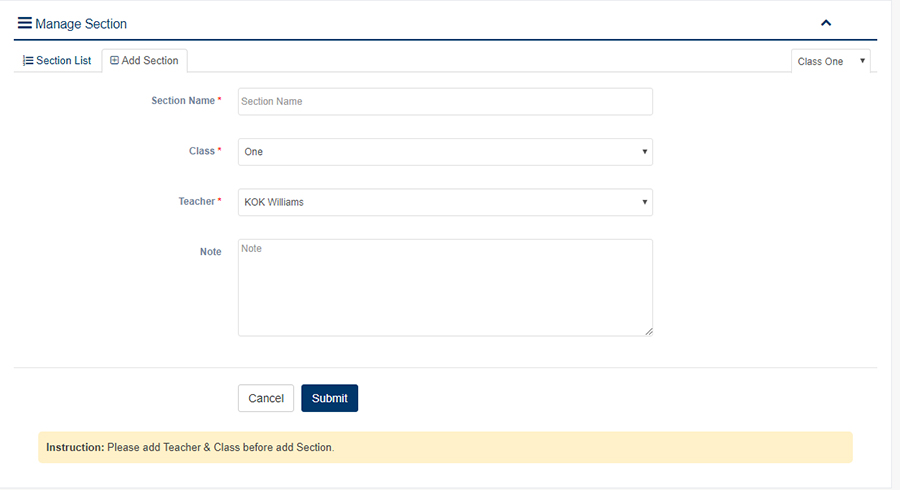 Manage Section
Section List Add Section Class One
Section Name * Section Name
Class * One
Teacher * KOK Williams
Note Note
Cancel Submit
Instruction: Please add Teacher & Class before add Section.